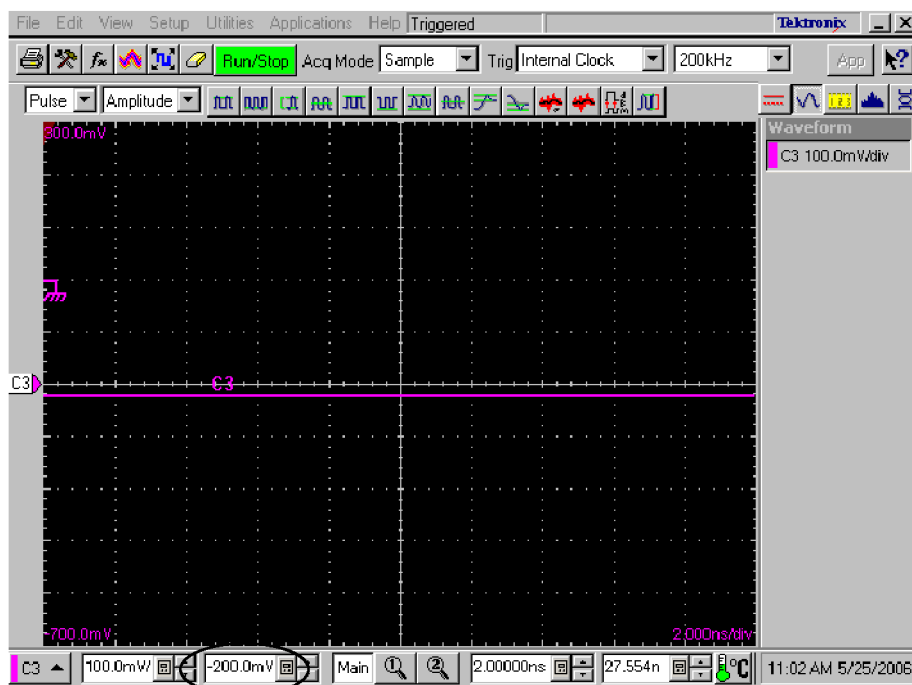 File Edit View Setup Utilities Applications Help Triggered Tektronix
Run/Stop Acq Mode Sample Trig Internal Clock 200kHz App
Pulse Amplitude
300.0mV
Waveform
C3 100.0mV/div
C3
C3
-700.0mV
2.000ns/div
C3 100.0mV/ -200.0mV Main 1 2 2.00000ns 27.554n °C 11:02 AM 5/25/2006